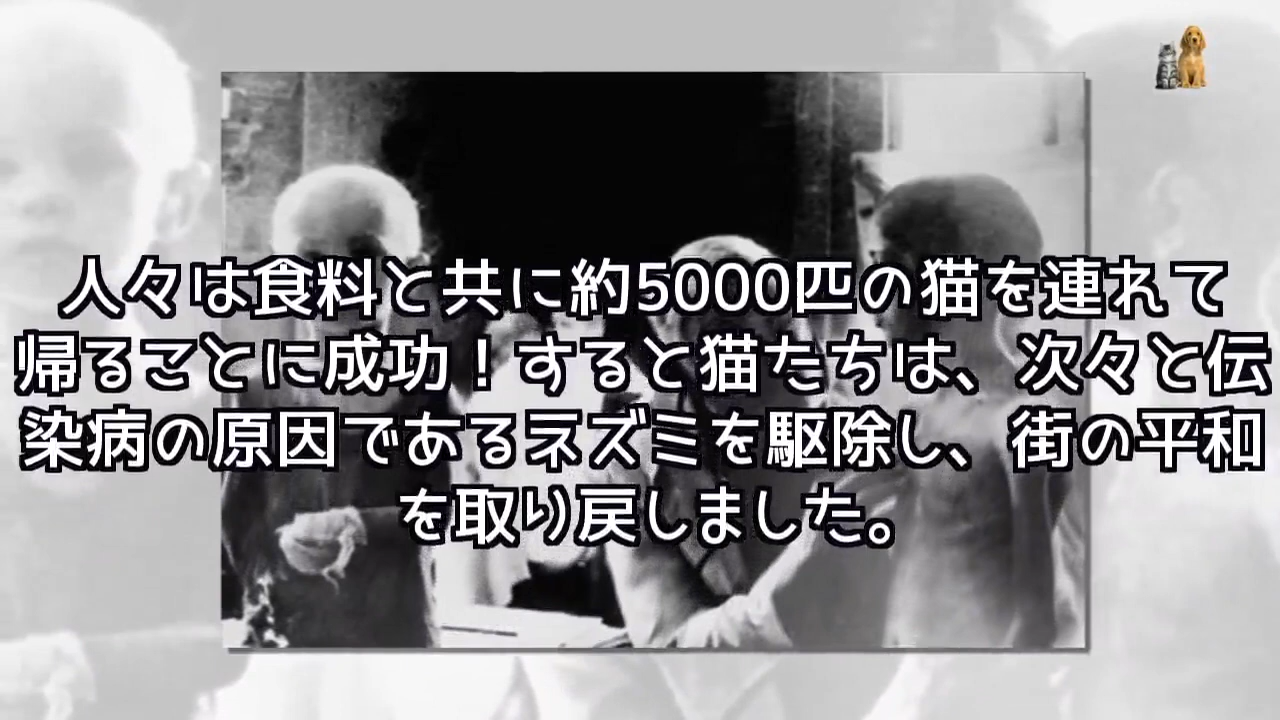 人々は食料と共に約5000匹の猫を連れて
帰ることに成功！すると猫たちは、次々と伝
染病の原因であるネズミを駆除し、街の平和
を取り戻しました。